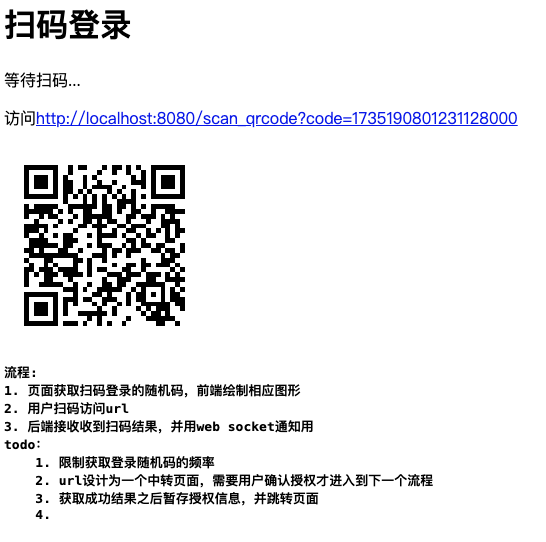 扫码登录
等待扫码...
访问http://localhost:8080/scan_qrcode?code=1735190801231128000
流程:
1. 页面获取扫码登录的随机码，前端绘制相应图形
2. 用户扫码访问url
3. 后端接收收到扫码结果，并用web socket通知用
todo:
1. 限制获取登录随机码的频率
2. url设计为一个中转页面，需要用户确认授权才进入到下一个流程
3. 获取成功结果之后暂存授权信息，并跳转页面
4.